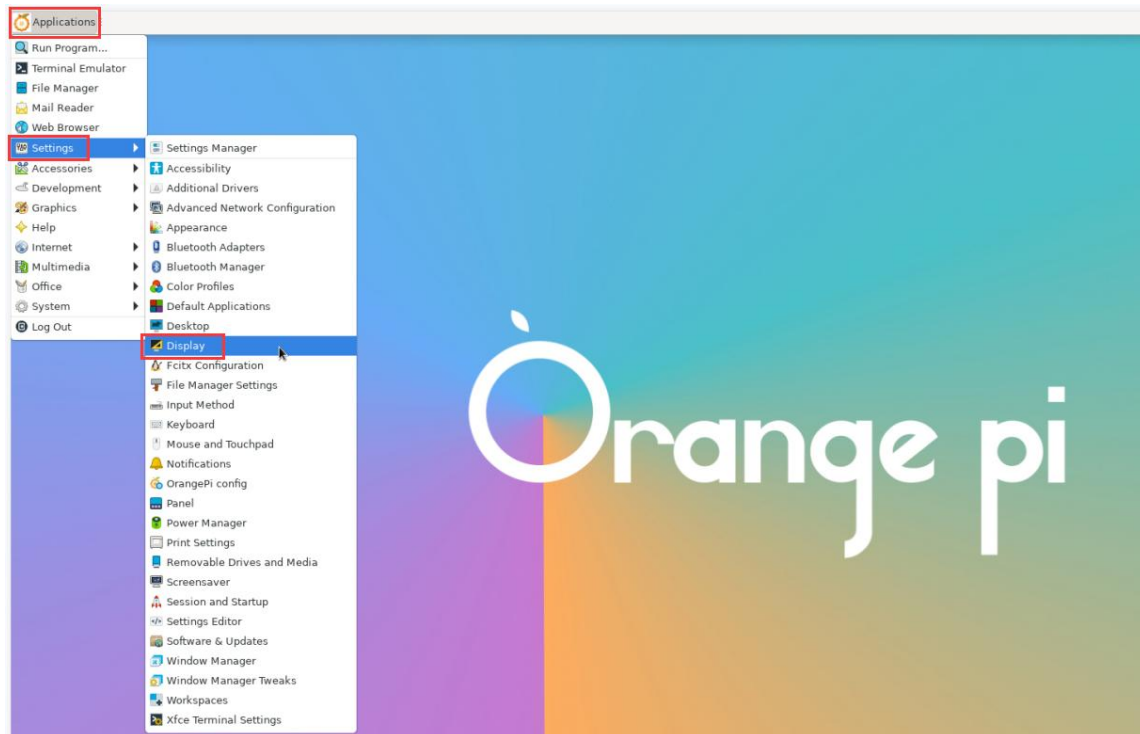 Applications
Run Program...
Terminal Emulator
File Manager
Mail Reader
Web Browser
Settings
Accessories
Development
Graphics
Help
Internet
Multimedia
Office
System
Log Out
Settings Manager
Accessibility
Additional Drivers
Advanced Network Configuration
Appearance
Bluetooth Adapters
Bluetooth Manager
Color Profiles
Default Applications
Desktop
Display
Fcitx Configuration
File Manager Settings
Input Method
Keyboard
Mouse and Touchpad
Notifications
OrangePi config
Panel
Power Manager
Print Settings
Removable Drives and Media
Screensaver
Session and Startup
Settings Editor
Software & Updates
Window Manager
Window Manager Tweaks
Workspaces
Xfce Terminal Settings
Orange pi